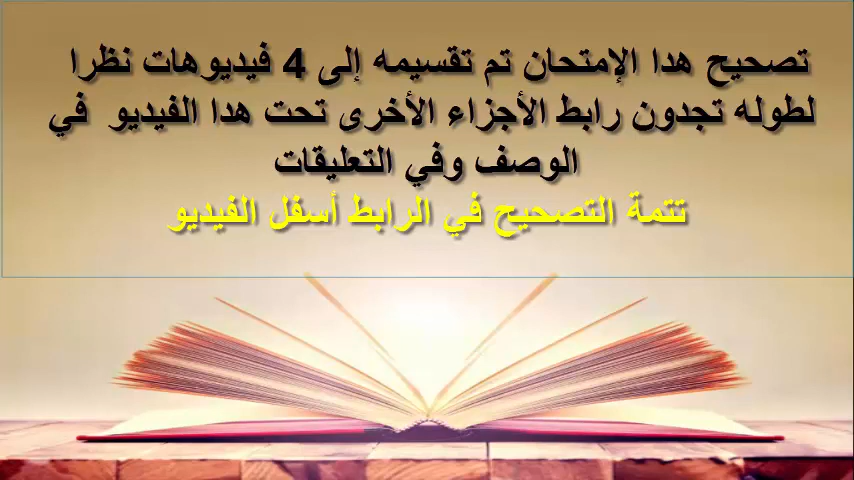 تصحيح هدا الإمتحان تم تقسيمه إلى 4 فيديوهات نظرا
لطوله تجدون رابط الأجزاء الأخرى تحت هدا الفيديو في
الوصف وفي التعليقات
تتمة التصحيح في الرابط أسفل الفيديو